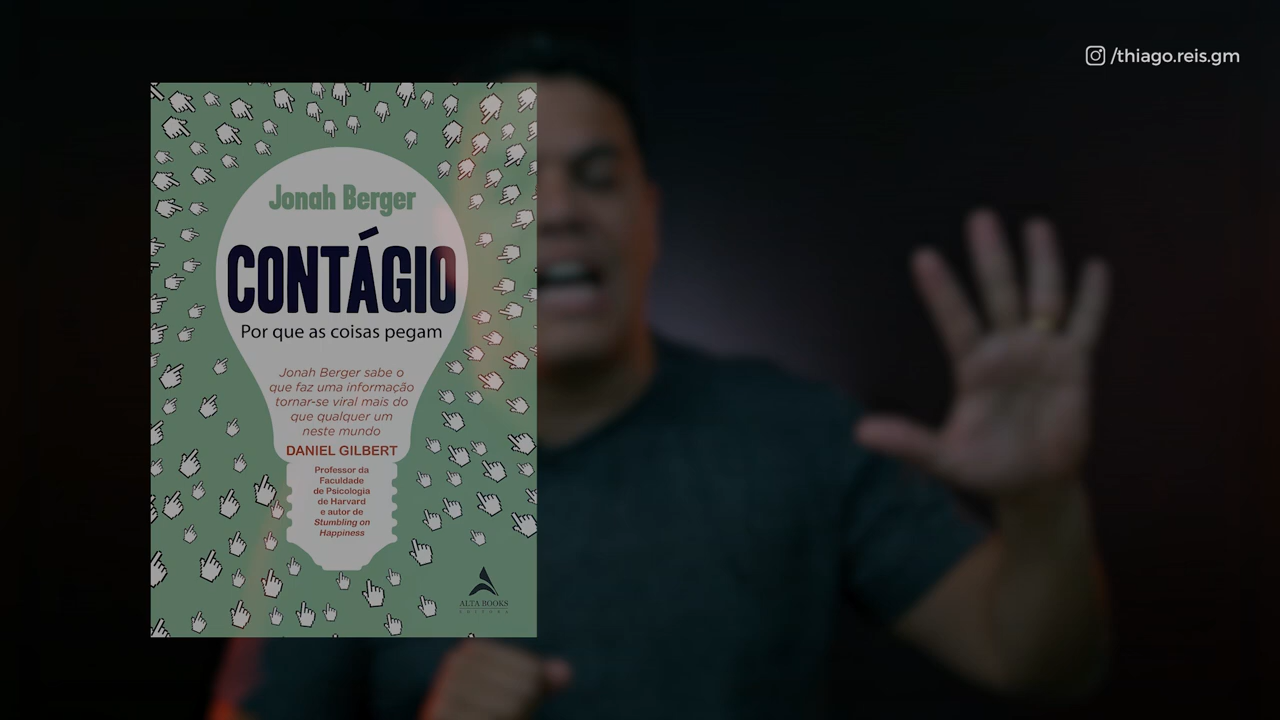 /thiago.reis.gm
Jonah Berger
CONTÁGIO
Por que as coisas pegam
Jonah Berger sabe o
que faz uma informação
tornar-se viral mais do
que qualquer um
neste mundo
DANIEL GILBERT
Professor da
Faculdade
de Psicologia
de Harvard
e autor de
Stumbling on
Happiness
ALTA BOOKS
EDITORA